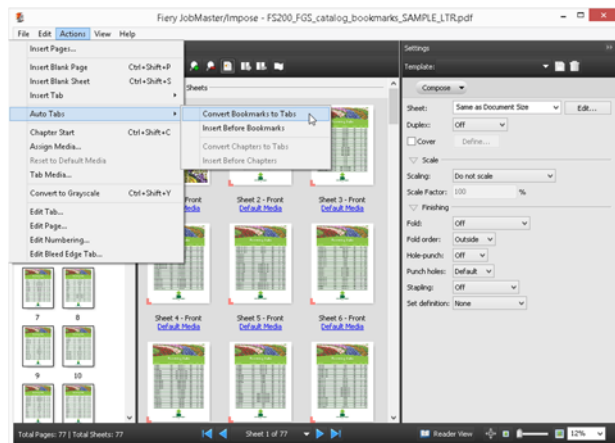 Fiery JobMaster/Impose - FS200_FGS_catalog_bookmarks_SAMPLE_LTR.pdf
File Edit Actions View Help
Insert Pages...
Insert Blank Page Ctrl+Shift+P
Insert Blank Sheet Ctrl+Shift+S
Insert Tab
Auto Tabs
Chapter Start Ctrl+Shift+C
Assign Media...
Reset to Default Media
Tab Media...
Convert to Grayscale Ctrl+Shift+Y
Edit Tab...
Edit Page...
Edit Numbering...
Edit Bleed Edge Tab...
Convert Bookmarks to Tabs
Insert Before Bookmarks
Convert Chapters to Tabs
Insert Before Chapters
Sheets
Front Sheet 2 - Front Sheet 3 - Front
Media Default Media Default Media
Sheet 4 - Front Sheet 5 - Front Sheet 6 - Front
Default Media Default Media Default Media
7 8
9 10
Settings
Template:
Compose
Sheet: Same as Document Size Edit...
Duplex: Off
Cover Define...
Scale
Scaling: Do not scale
Scale Factor: 100 %
Finishing
Fold: Off
Fold order: Outside
Hole-punch: Off
Punch holes: Default
Stapling: Off
Set definition: None
Total Pages: 77 | Total Sheets: 77 Sheet 1 of 77 Reader View 12%